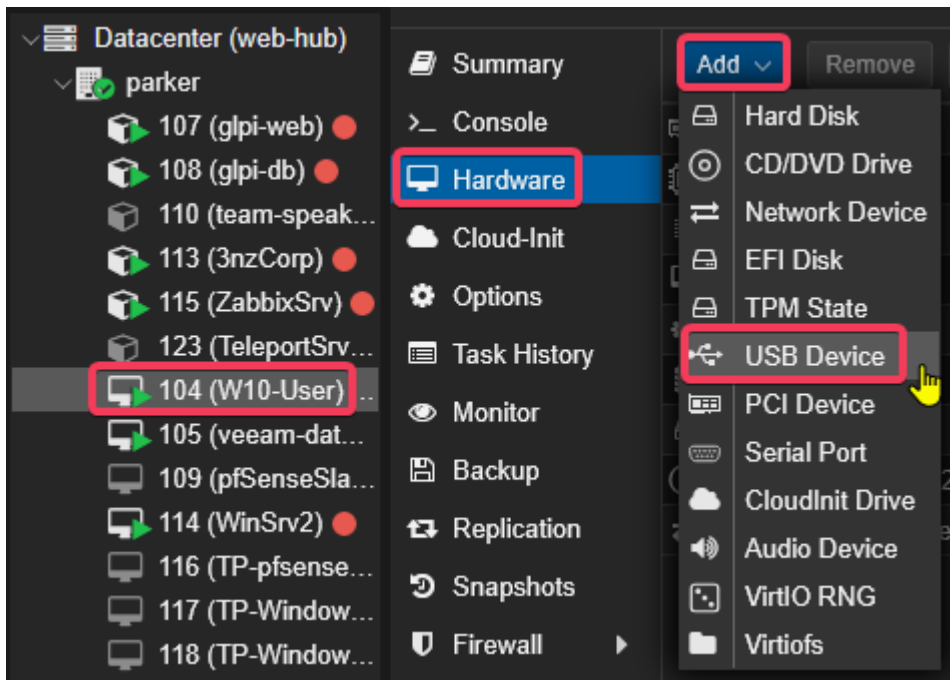 Datacenter (web-hub)
parker
107 (glpi-web)
108 (glpi-db)
110 (team-speak...
113 (3nzCorp)
115 (ZabbixSrv)
123 (TeleportSrv...
104 (W10-User) ...
105 (veeam-dat...
109 (pfSenseSla...
114 (WinSrv2)
116 (TP-pfsense...
117 (TP-Window...
118 (TP-Window...
Summary
Console
Hardware
Cloud-Init
Options
Task History
Monitor
Backup
Replication
Snapshots
Firewall
Add
Remove
Hard Disk
CD/DVD Drive
Network Device
EFI Disk
TPM State
USB Device
PCI Device
Serial Port
CloudInit Drive
Audio Device
VirtIO RNG
Virtiofs